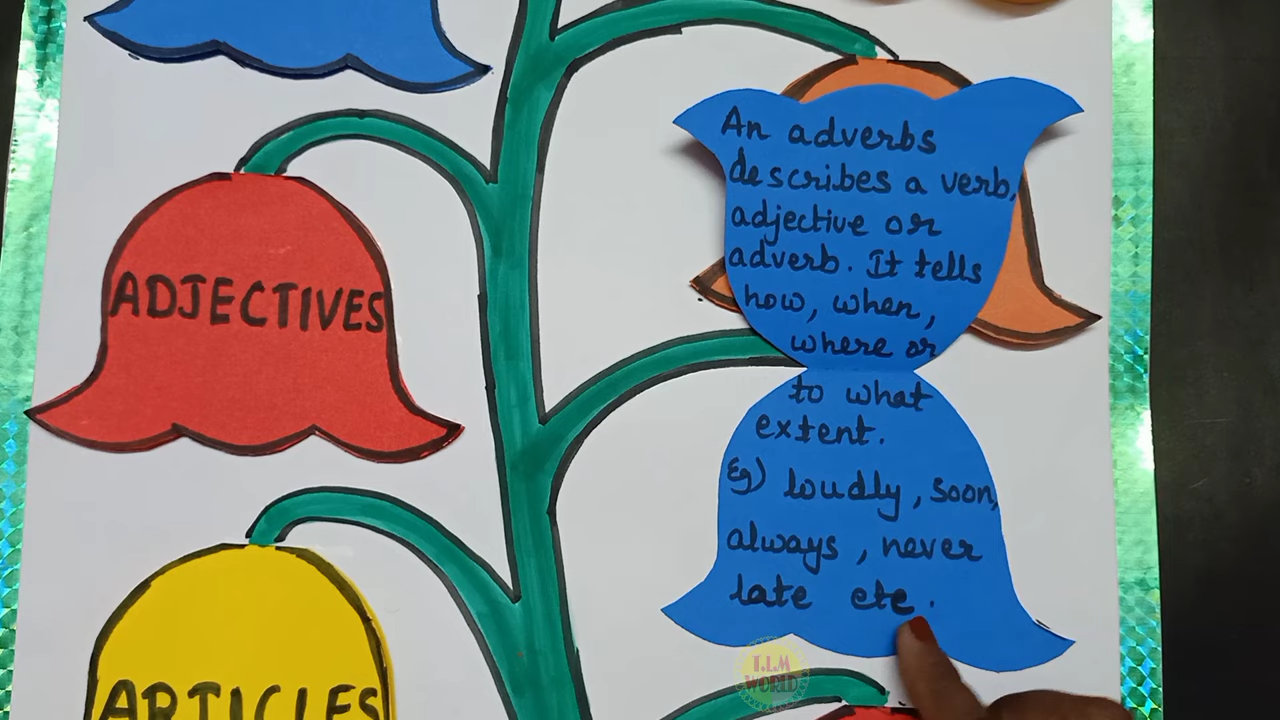 ADJECTIVES
ARTICLES
An adverbs
describes a verb,
adjective or
adverb. It tells
how, when,
where or
to what
extent.
Eg) loudly, soon,
always, never
late etc.
T.L.M
WORLD